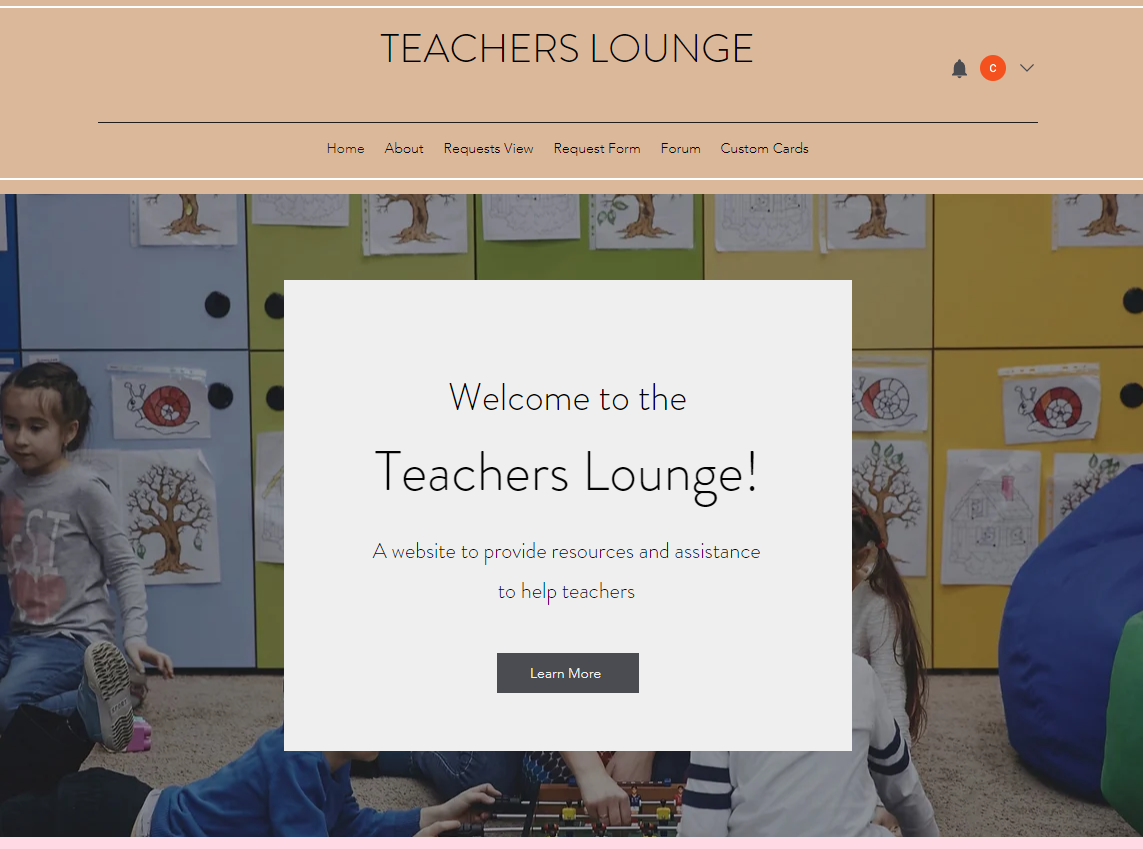 TEACHERS LOUNGE
C
Home About Requests View Request Form Forum Custom Cards
Welcome to the
Teachers Lounge!
A website to provide resources and assistance
to help teachers
Learn More